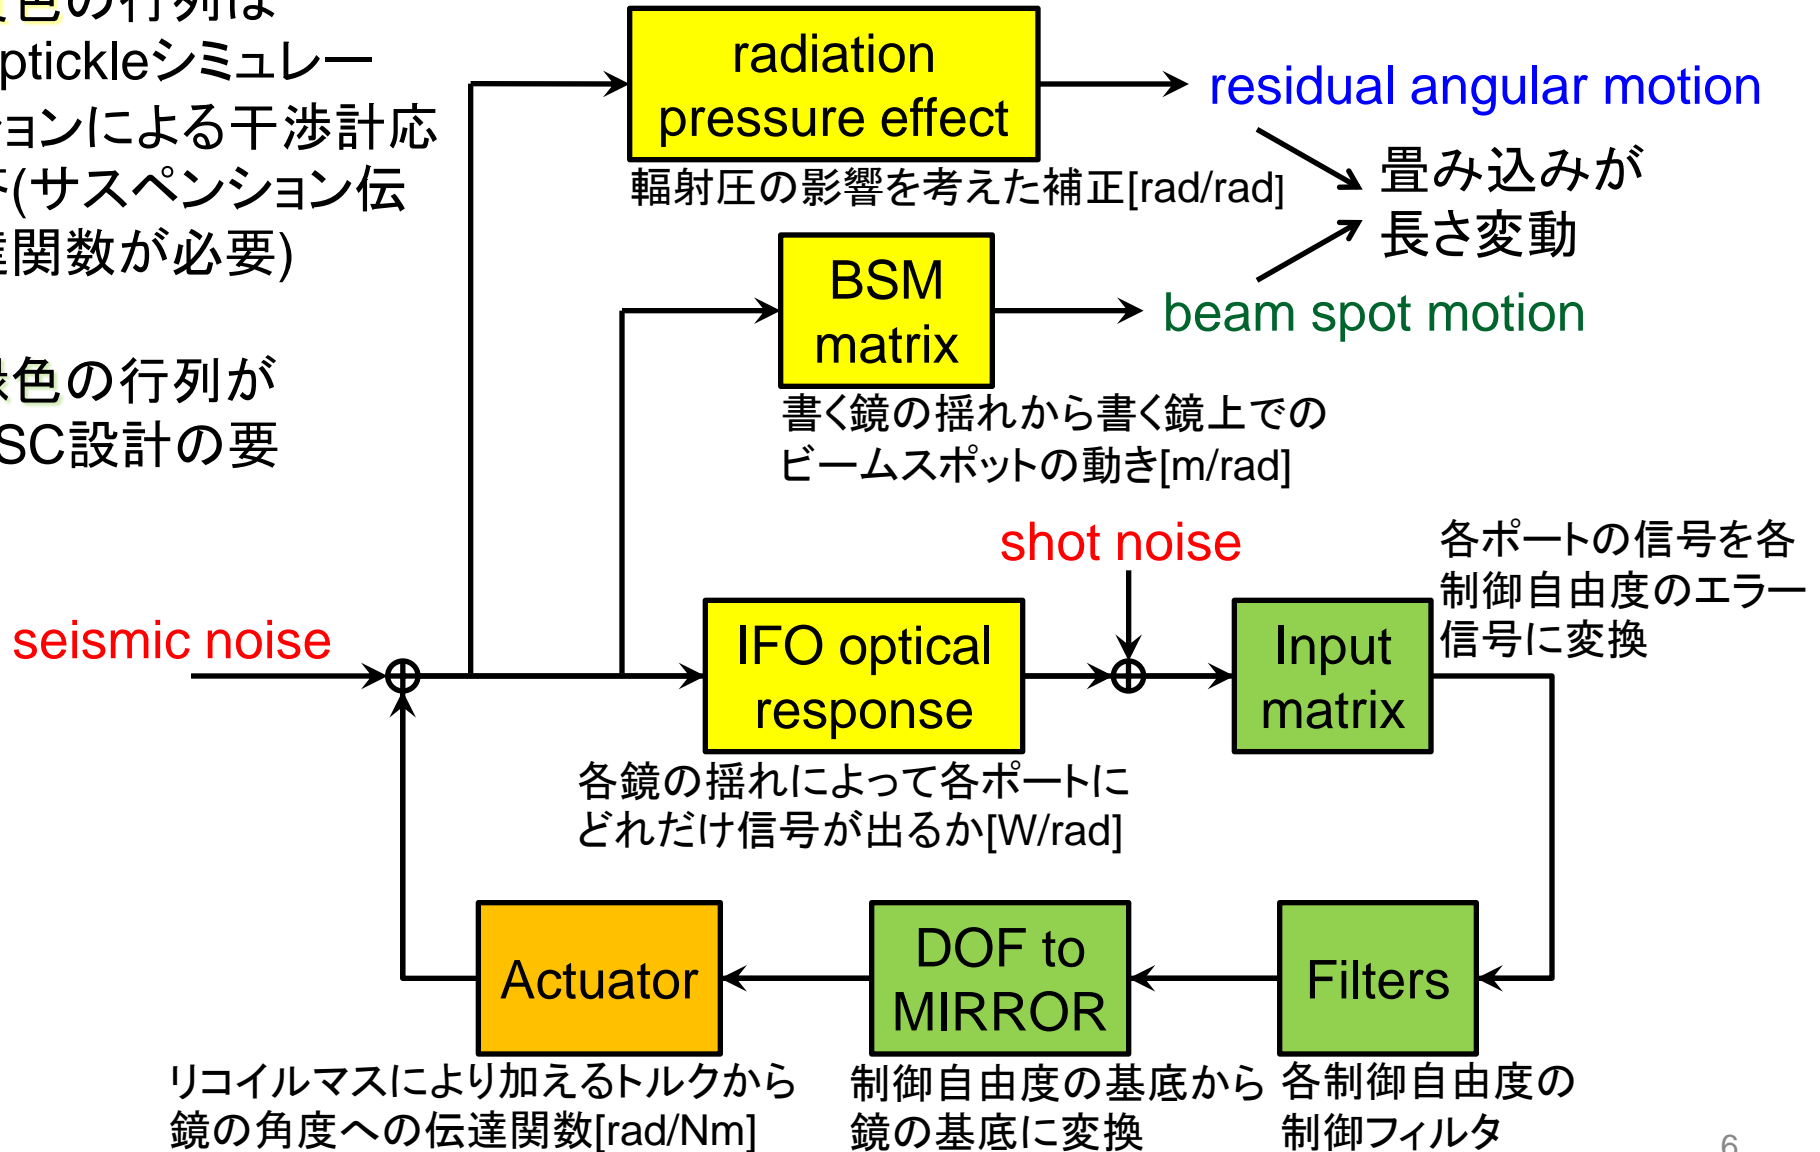 色の行列は
ptickleシミュレー
ョンによる干渉計応
(サスペンション伝
達関数が必要)
緑色の行列が
SC設計の要
radiation
pressure effect
輻射圧の影響を考えた補正[rad/rad]
residual angular motion
畳み込みが
長さ変動
BSM
matrix
beam spot motion
書く鏡の揺れから書く鏡上での
ビームスポットの動き[m/rad]
shot noise
各ポートの信号を各
制御自由度のエラー
信号に変換
seismic noise
IFO optical
response
Input
matrix
各鏡の揺れによって各ポートに
どれだけ信号が出るか[W/rad]
Actuator
DOF to
MIRROR
Filters
リコイルマスにより加えるトルクから
鏡の角度への伝達関数[rad/Nm]
制御自由度の基底から
鏡の基底に変換
各制御自由度の
制御フィルタ
6